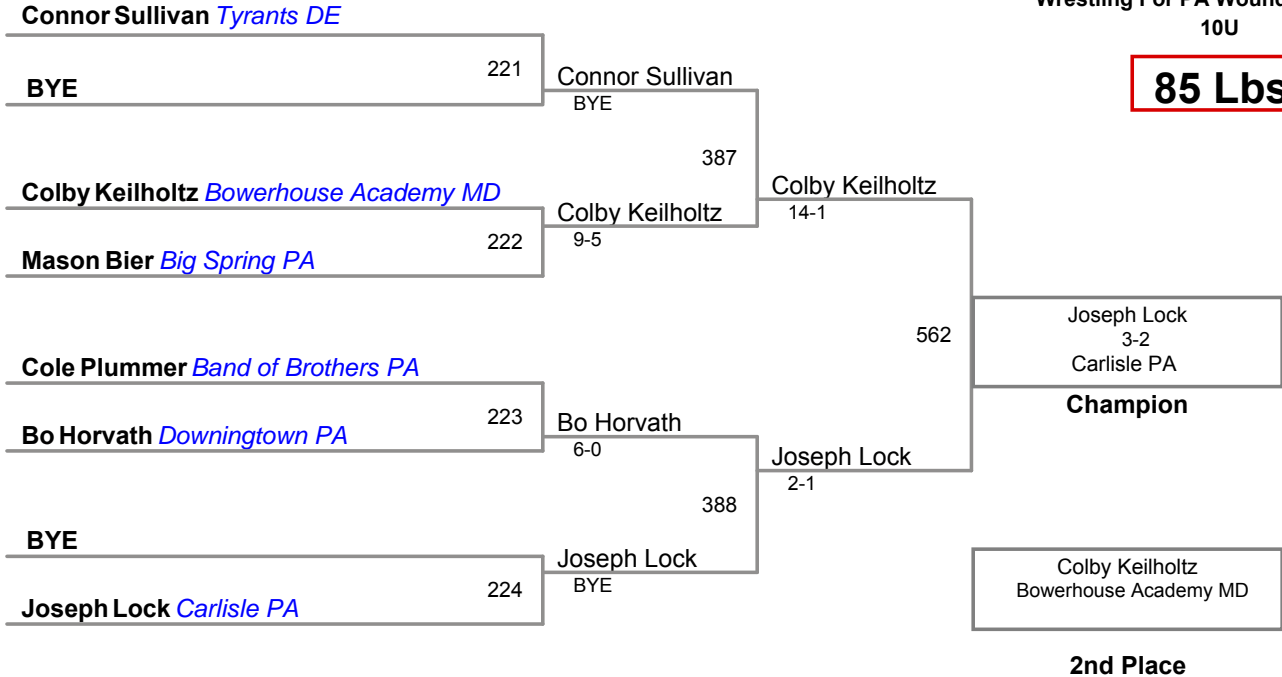 Connor Sullivan Tyrants DE
Wrestling For PA
10U
221
Connor Sullivan
BYE
BYE
85 Lbs
387
Colby Keilholtz Bowerhouse Academy MD
Colby Keilholtz
14-1
Colby Keilholtz
9-5
222
Mason Bier Big Spring PA
Joseph Lock
3-2
Carlisle PA
562
Cole Plummer Band of Brothers PA
Champion
223
Bo Horvath
6-0
Bo Horvath Downingtown PA
Joseph Lock
2-1
388
BYE
Joseph Lock
BYE
Colby Keilholtz
Bowerhouse Academy MD
224
Joseph Lock Carlisle PA
2nd Place